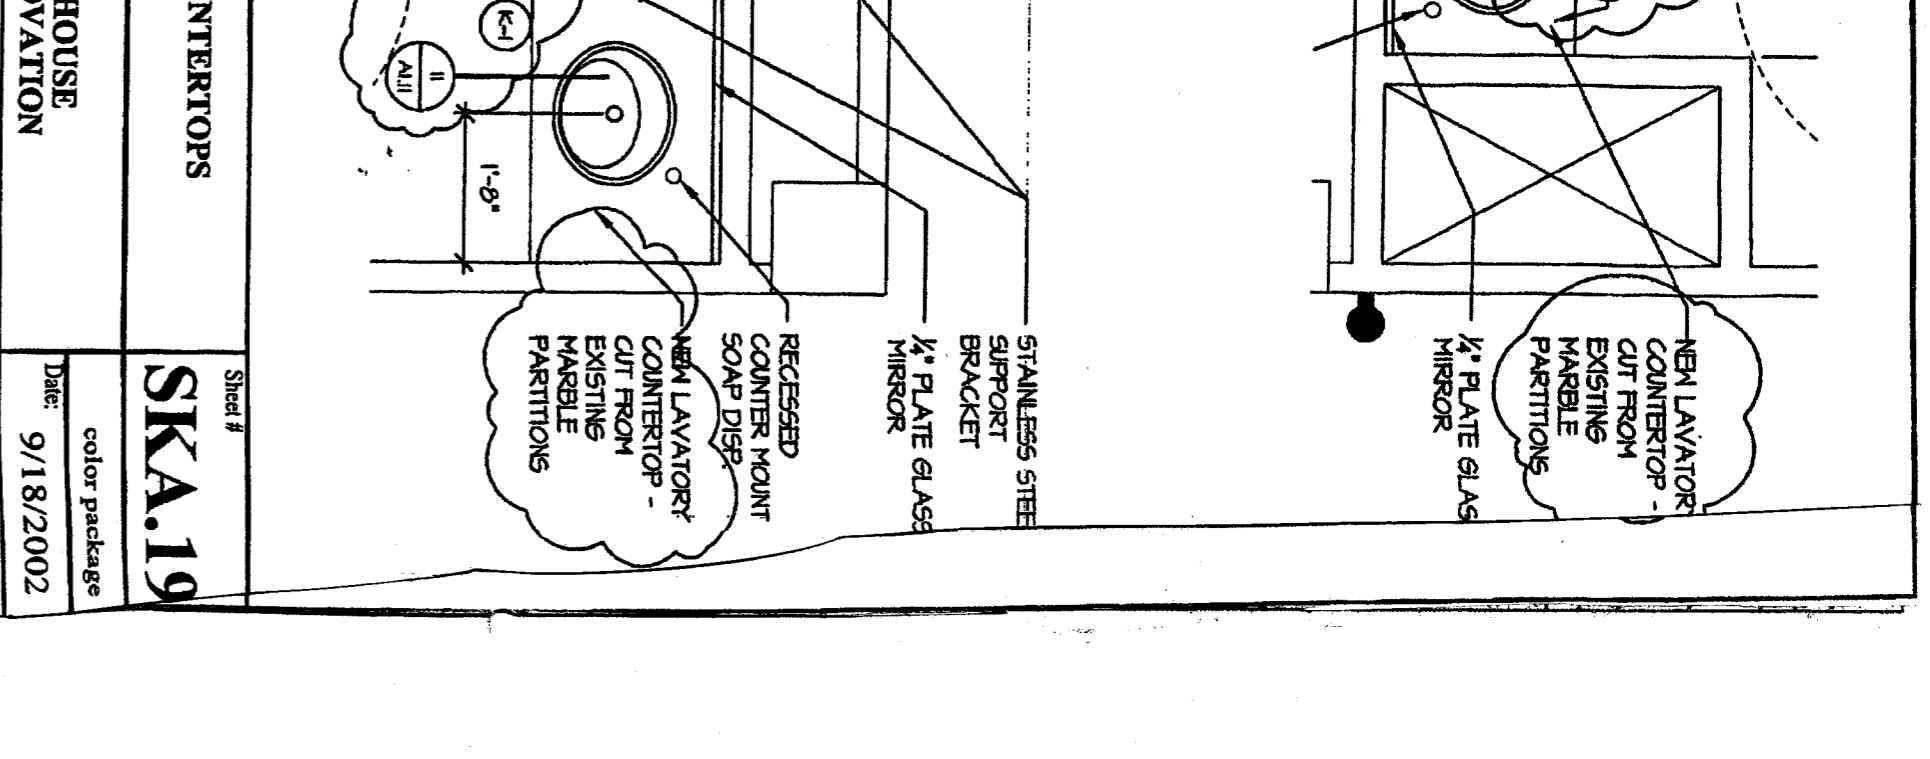 STAINLESS STEE
SUPPORT
BRACKET
1/4" PLATE GLASS
MIRROR
RECESSED
COUNTER MOUNT
SOAP DISP.
NEW LAVATORY
COUNTERTOP -
CUT FROM
EXISTING
MARBLE
PARTITIONS
NEW LAVATOR
COUNTERTOP -
CUT FROM
EXISTING
MARBLE
PARTITIONS
1/4" PLATE GLAS
MIRROR
K-1
11
A1.11
1'-8"
NTERTOPS
HOUSE
OVATION
Sheet #
SKA.19
color package
Date: 9/18/2002